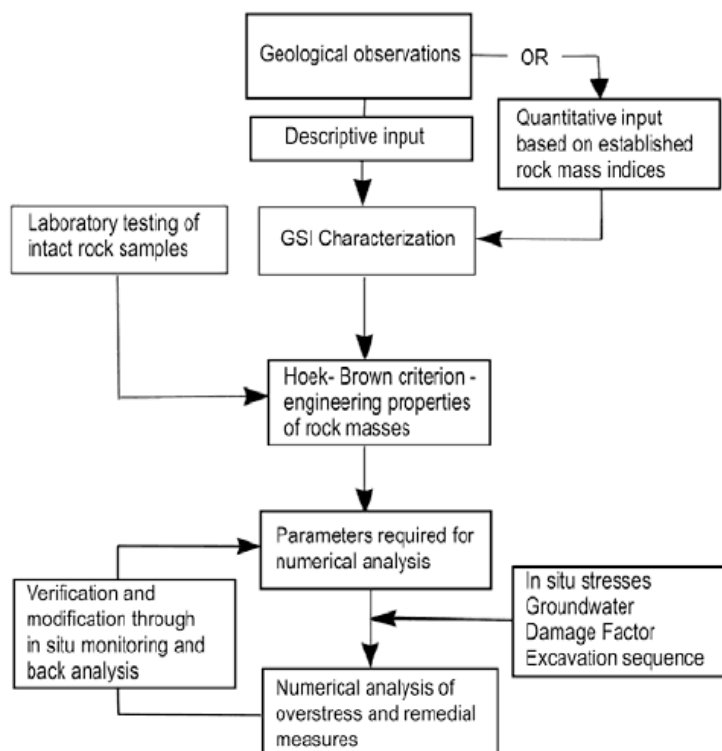 Geological observations
OR
Descriptive input
Quantitative input
based on established
rock mass indices
Laboratory testing of
intact rock samples
GSI Characterization
Hoek- Brown criterion -
engineering properties
of rock masses
Parameters required for
numerical analysis
Verification and
modification through
in situ monitoring and
back analysis
In situ stresses
Groundwater
Damage Factor
Excavation sequence
Numerical analysis of
overstress and remedial
measures